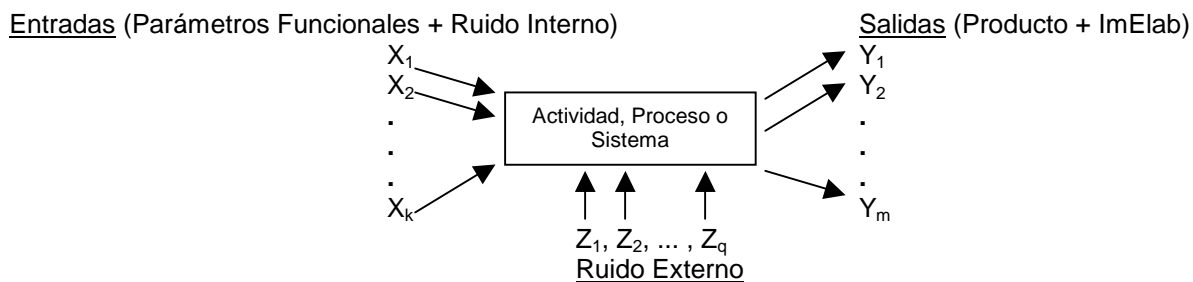 Entradas (Parámetros Funcionales + Ruido Interno) Salidas (Producto + ImElab)
X1 Y1
X2 Y2
Actividad, Proceso o
Sistema
. .
. .
. .
Xk Ym
Z1, Z2, ... , Zq
Ruido Externo